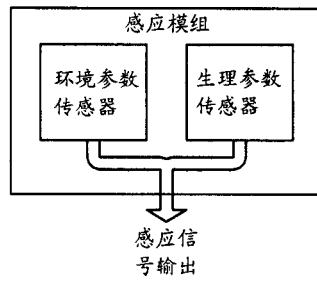 感应模组
环境参数
传感器
生理参数
传感器
感应信
号输出